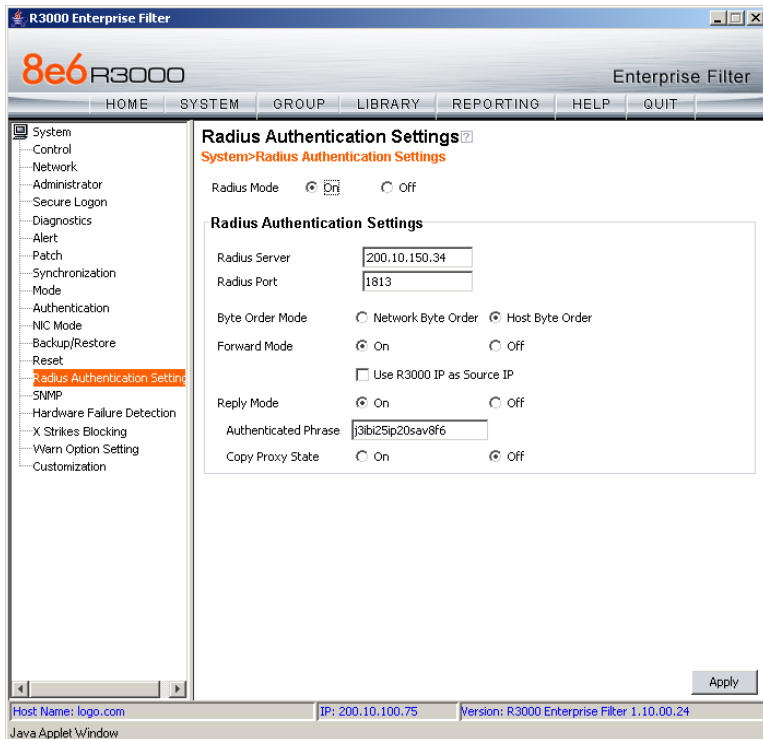 R3000 Enterprise Filter
8e6 R3000
Enterprise Filter
HOME SYSTEM GROUP LIBRARY REPORTING HELP QUIT
System
Control
Network
Administrator
Secure Logon
Diagnostics
Alert
Patch
Synchronization
Mode
Authentication
NIC Mode
Backup/Restore
Reset
Radius Authentication Setting
SNMP
Hardware Failure Detection
X Strikes Blocking
Warn Option Setting
Customization
Radius Authentication Settings ?
System>Radius Authentication Settings
Radius Mode On Off
Radius Authentication Settings
Radius Server 200.10.150.34
Radius Port 1813
Byte Order Mode Network Byte Order Host Byte Order
Forward Mode On Off
Use R3000 IP as Source IP
Reply Mode On Off
Authenticated Phrase j3ibi25ip20sav8f6
Copy Proxy State On Off
Apply
Host Name: logo.com IP: 200.10.100.75 Version: R3000 Enterprise Filter 1.10.00.24
Java Applet Window